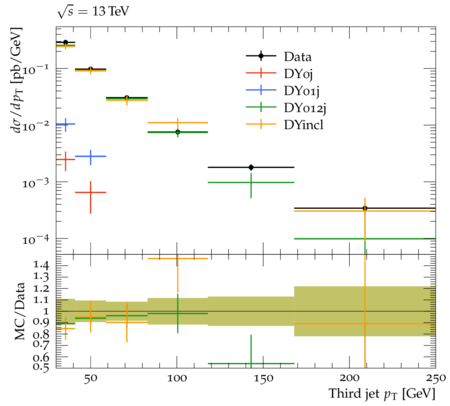 √s = 13 TeV
dσ/dpT [pb/GeV]
10⁻¹
10⁻²
10⁻³
10⁻⁴
Data
DY0j
DY01j
DY012j
DYincl
MC/Data
1.4
1.3
1.2
1.1
1
0.9
0.8
0.7
0.6
0.5
50 100 150 200 250
Third jet pT [GeV]